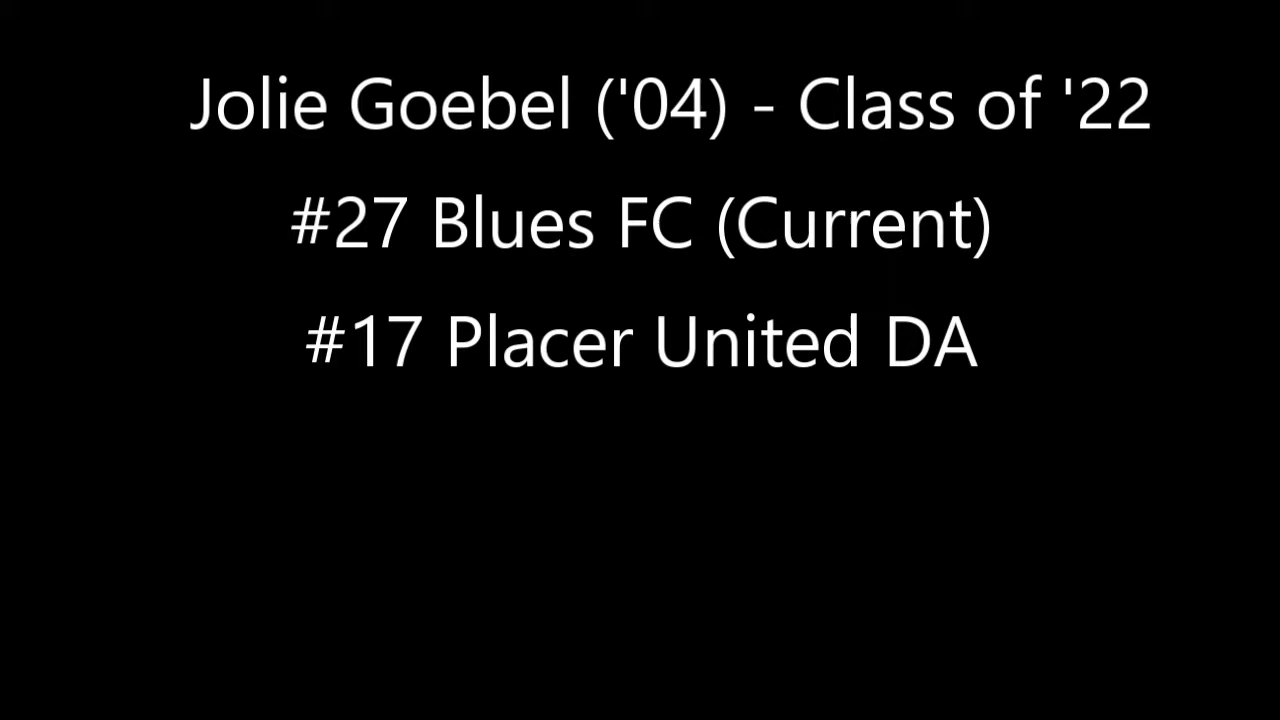 Jolie Goebel ('04) - Class of '22
#27 Blues FC (Current)
#17 Placer United DA